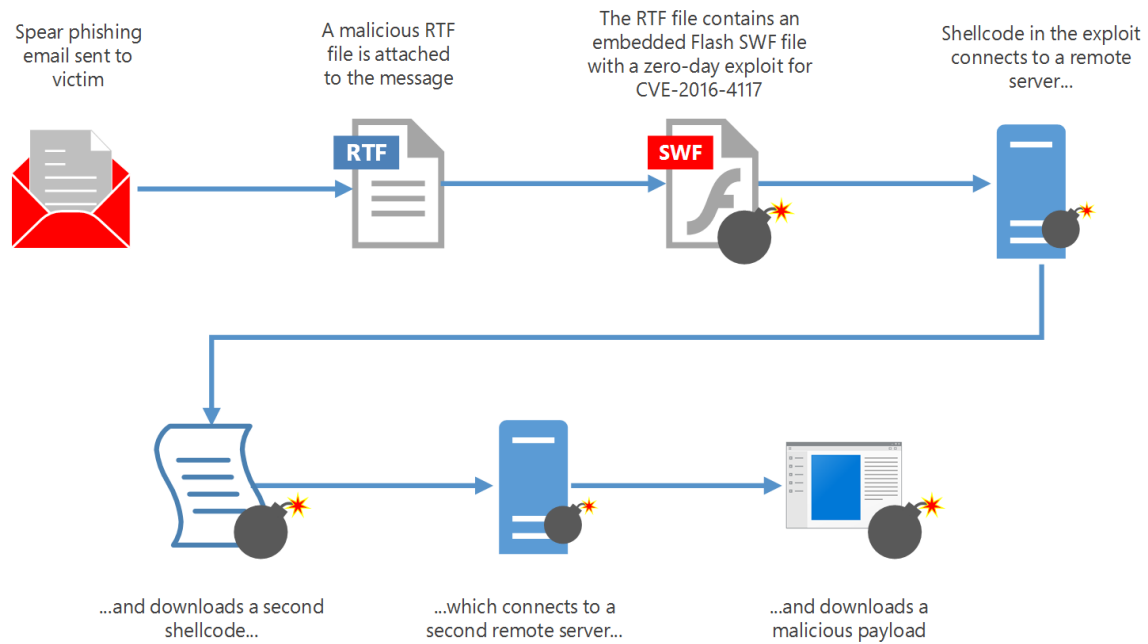 Spear phishing
email sent to
victim
A malicious RTF
file is attached
to the message
The RTF file contains an
embedded Flash SWF file
with a zero-day exploit for
CVE-2016-4117
Shellcode in the exploit
connects to a remote
server...
RTF
SWF
...and downloads a second
shellcode...
...which connects to a
second remote server...
...and downloads a
malicious payload